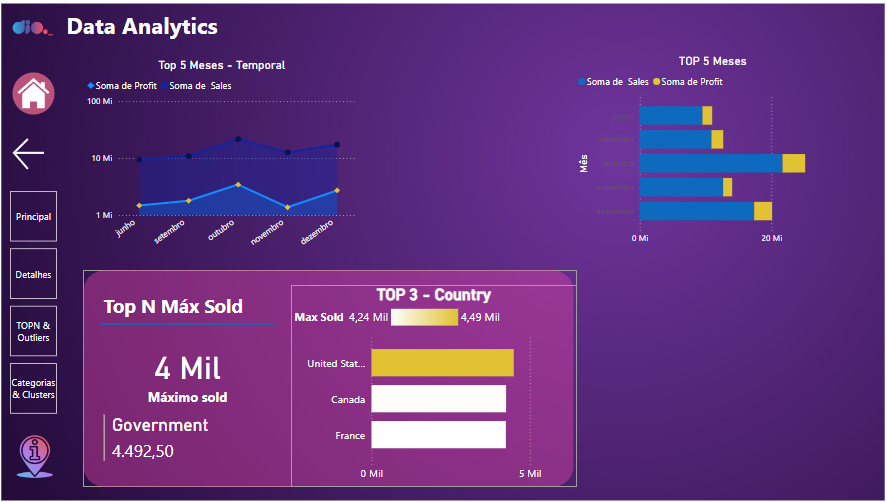 dio.
Data Analytics
Top 5 Meses - Temporal
Soma de Profit Soma de Sales
100 Mi
10 Mi
1 Mi
junho
setembro
outubro
novembro
dezembro
TOP 5 Meses
Soma de Sales Soma de Profit
Mês
junho
setembro
outubro
novembro
dezembro
0 Mi 20 Mi
Principal
Detalhes
TOPN &
Outliers
Categorias
& Clusters
Top N Máx Sold
4 Mil
Máximo sold
Government
4.492,50
TOP 3 - Country
Max Sold 4,24 Mil 4,49 Mil
United Stat...
Canada
France
0 Mil 5 Mil